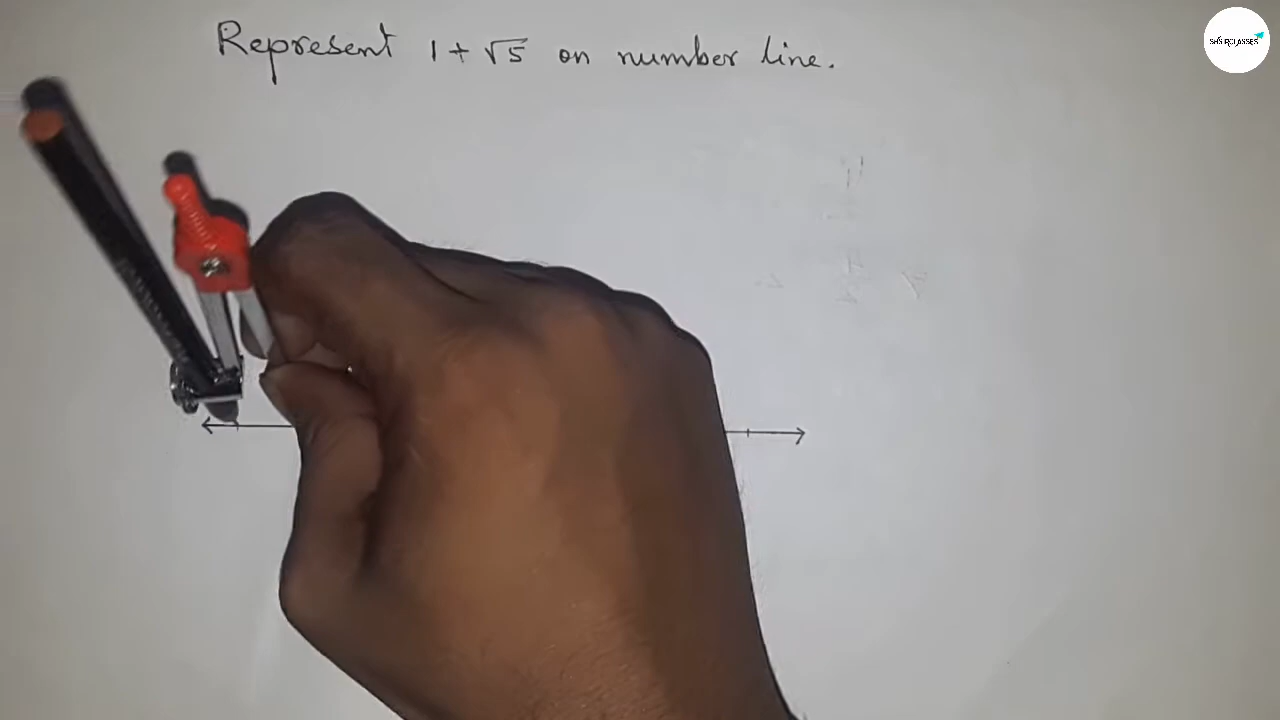 Represent 1 + √5 on number line.